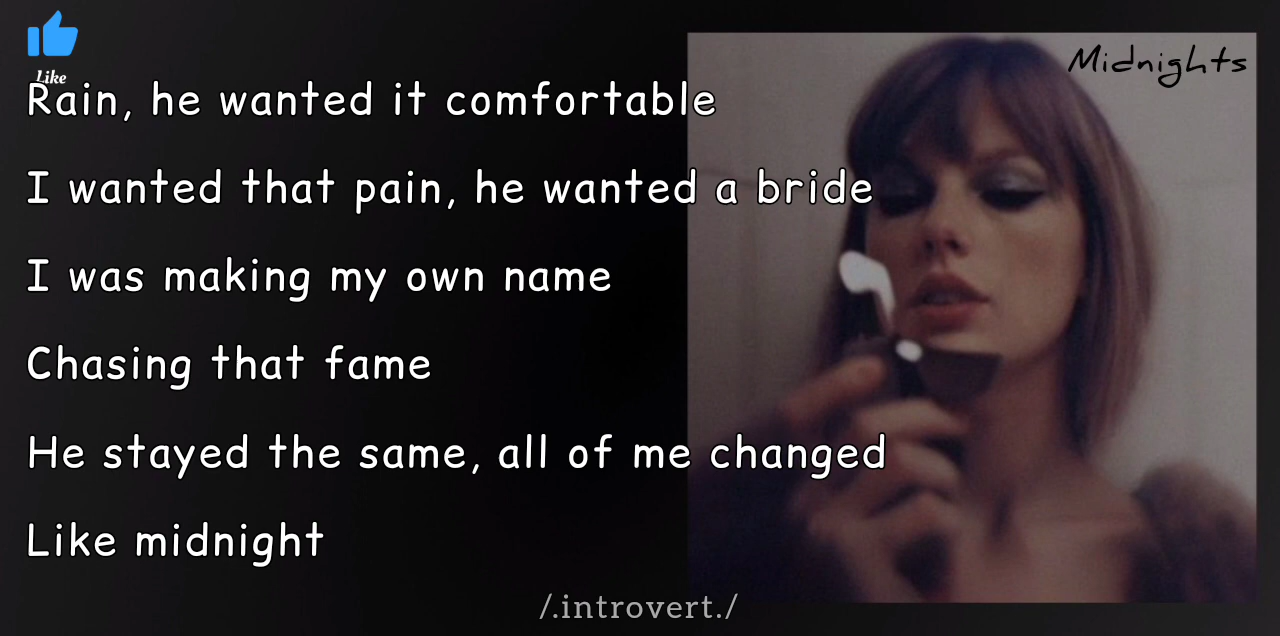 Like
Midnights
Rain, he wanted it comfortable
I wanted that pain, he wanted a bride
I was making my own name
Chasing that fame
He stayed the same, all of me changed
Like midnight
/.introvert./